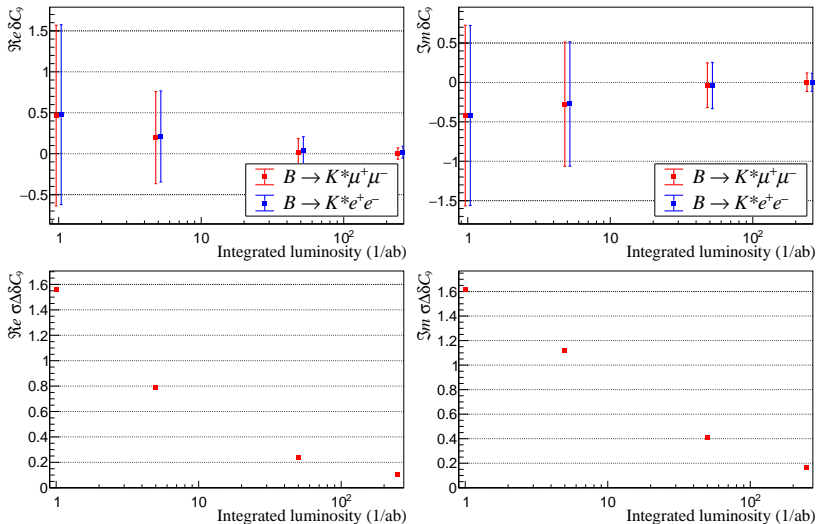 ℜe δC₉
1.5
1
0.5
0
−0.5
B → K*μ⁺μ⁻
B → K*e⁺e⁻
1 10 10²
Integrated luminosity (1/ab)
ℑm δC₉
0.5
0
−0.5
−1
−1.5
B → K*μ⁺μ⁻
B → K*e⁺e⁻
1 10 10²
Integrated luminosity (1/ab)
ℜe σΔδC₉
1.6
1.4
1.2
1
0.8
0.6
0.4
0.2
0
1 10 10²
Integrated luminosity (1/ab)
ℑm σΔδC₉
1.6
1.4
1.2
1
0.8
0.6
0.4
0.2
0
1 10 10²
Integrated luminosity (1/ab)